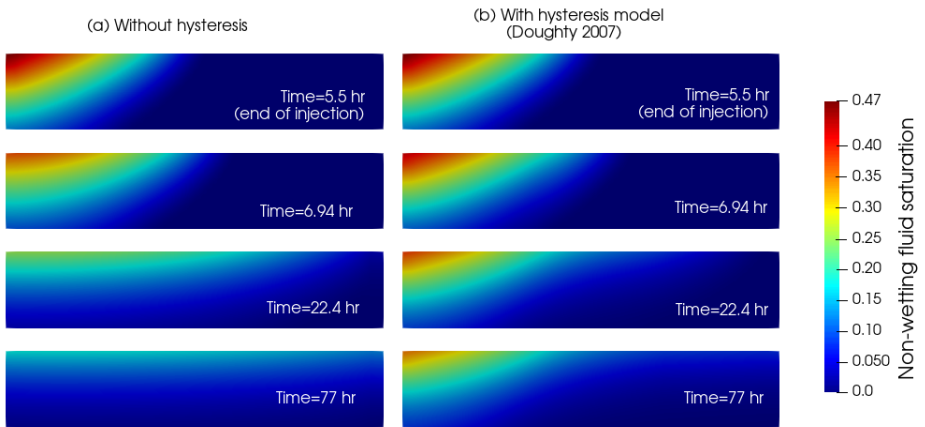 (a) Without hysteresis
(b) With hysteresis model
(Doughty 2007)
Time=5.5 hr
(end of injection)
Time=5.5 hr
(end of injection)
Time=6.94 hr
Time=6.94 hr
Time=22.4 hr
Time=22.4 hr
Time=77 hr
Time=77 hr
0.47
0.40
0.35
0.30
0.25
0.20
0.15
0.10
0.050
0.0
Non-wetting fluid saturation